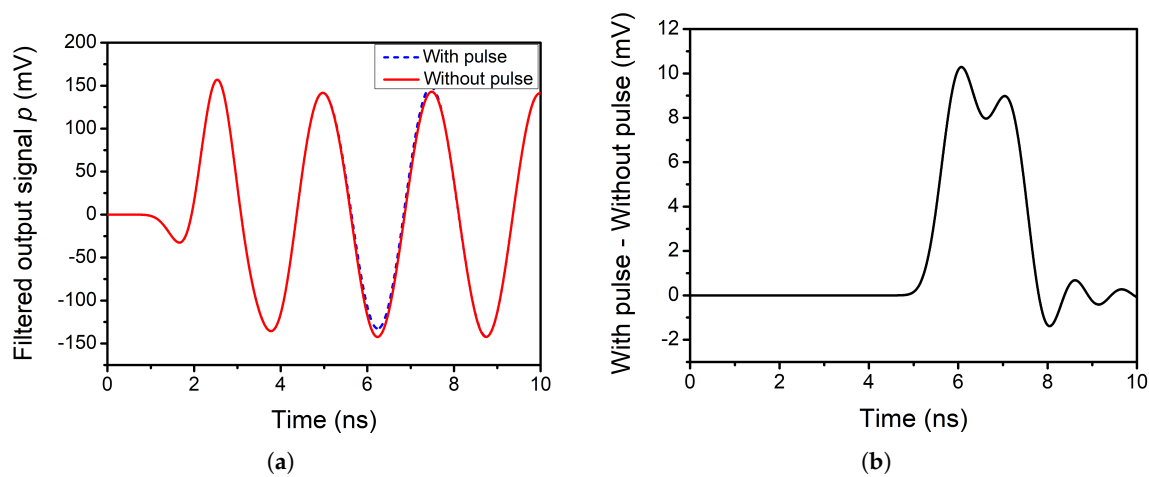 200
150
100
50
0
-50
-100
-150
Filtered output signal p (mV)
With pulse
Without pulse
0 2 4 6 8 10
Time (ns)
(a)
12
10
8
6
4
2
0
-2
With pulse - Without pulse (mV)
0 2 4 6 8 10
Time (ns)
(b)